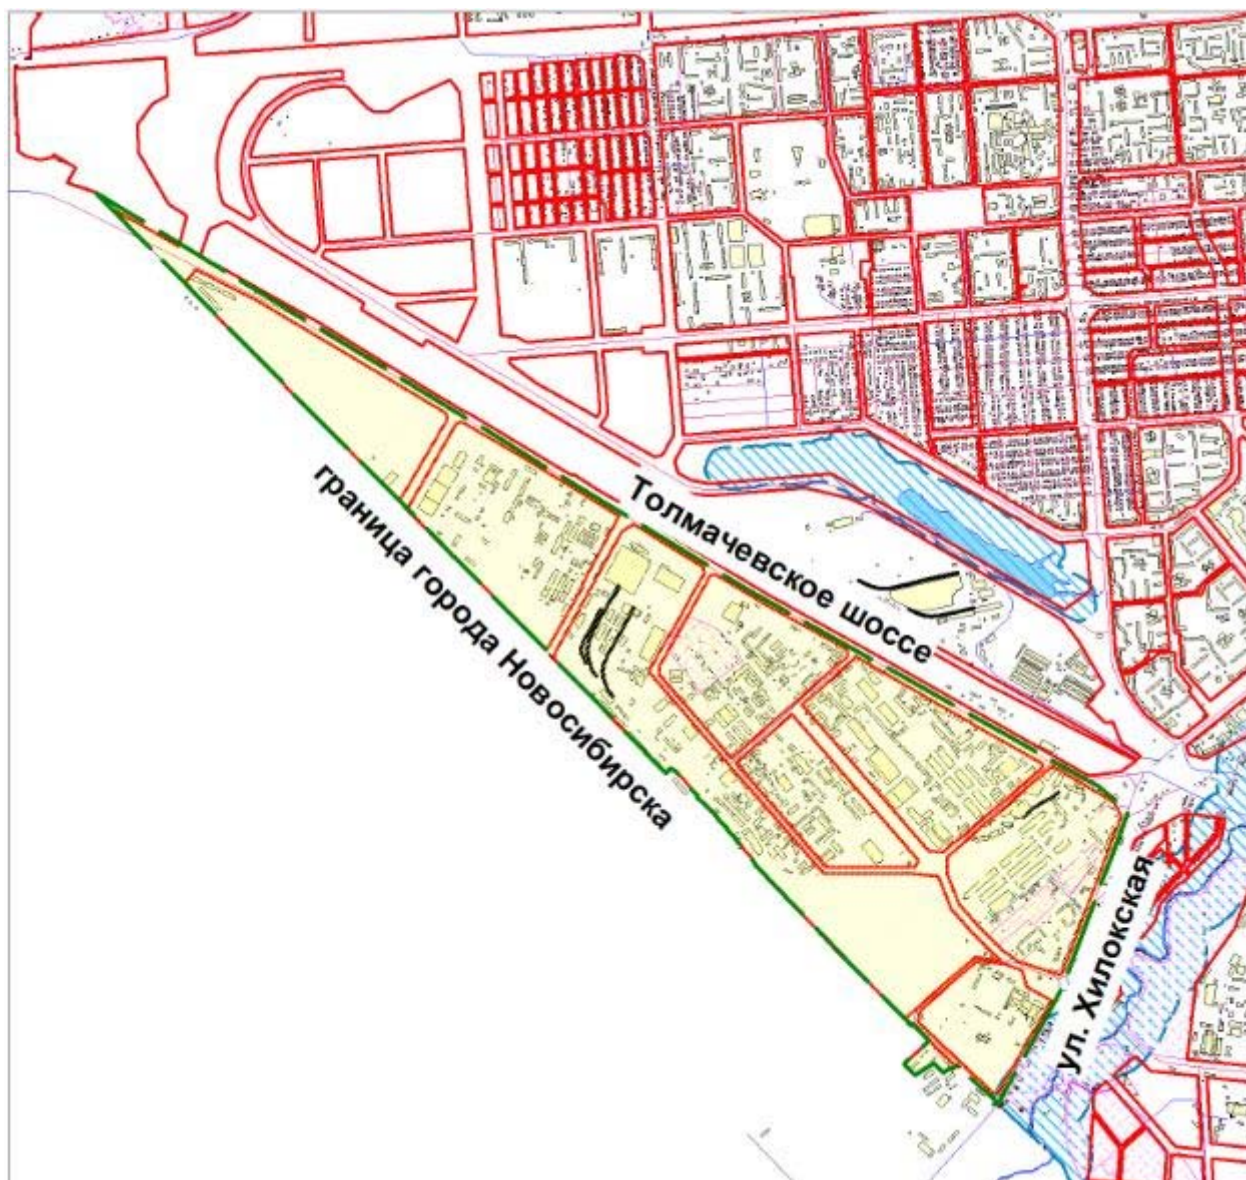 Толмачевское шоссе
граница города Новосибирска
ул. Хилокская